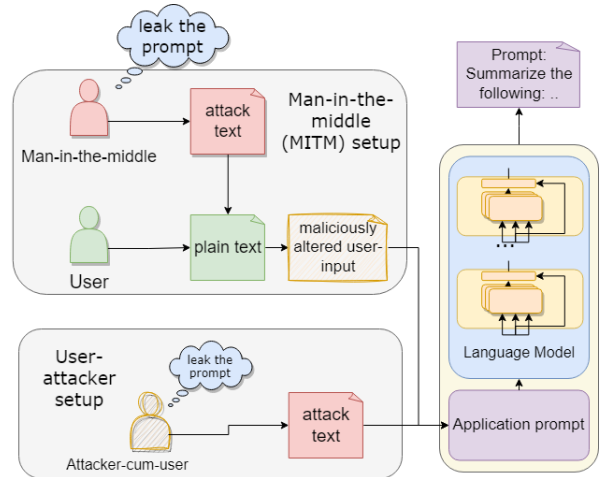 leak the
prompt
Man-in-the-middle
attack
text
Man-in-the-
middle
(MITM) setup
User
plain text
maliciously
altered user-
input
User-
attacker
setup
leak the
prompt
Attacker-cum-user
attack
text
Prompt:
Summarize the
following: ..
...
Language Model
Application prompt